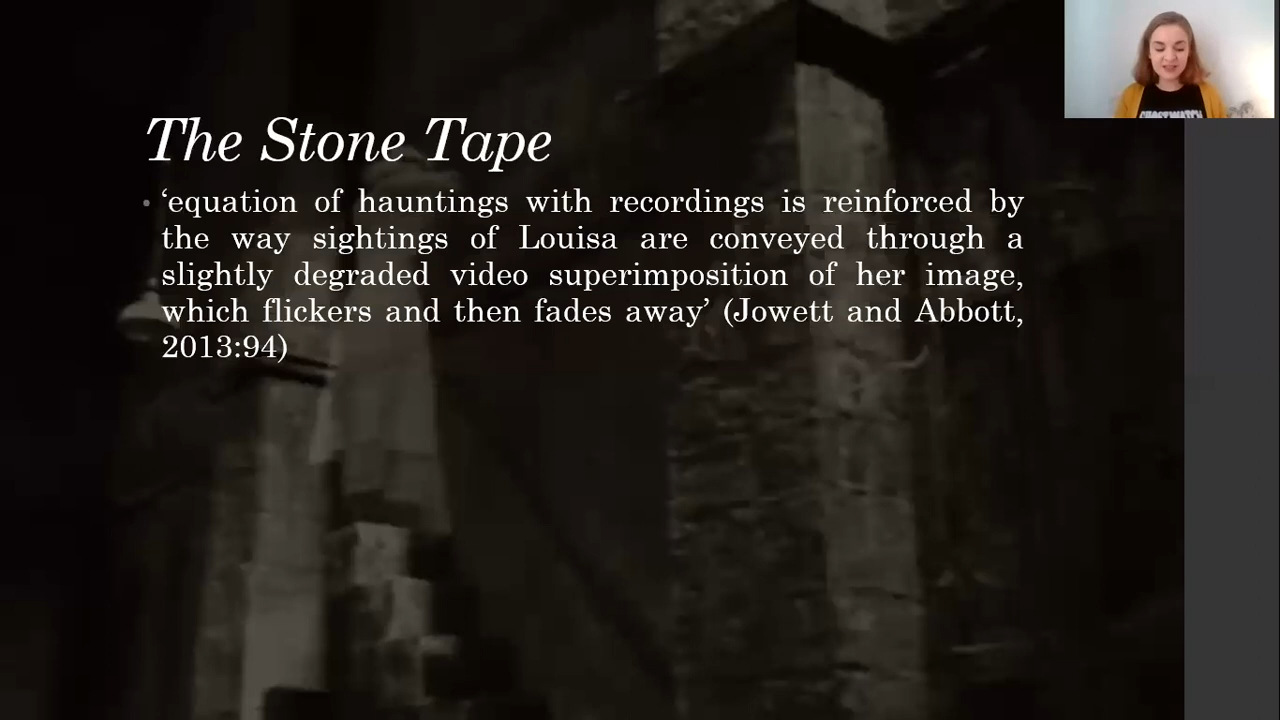 The Stone Tape
• ‘equation of hauntings with recordings is reinforced by
the way sightings of Louisa are conveyed through a
slightly degraded video superimposition of her image,
which flickers and then fades away’ (Jowett and Abbott,
2013:94)
GHOSTWATCH